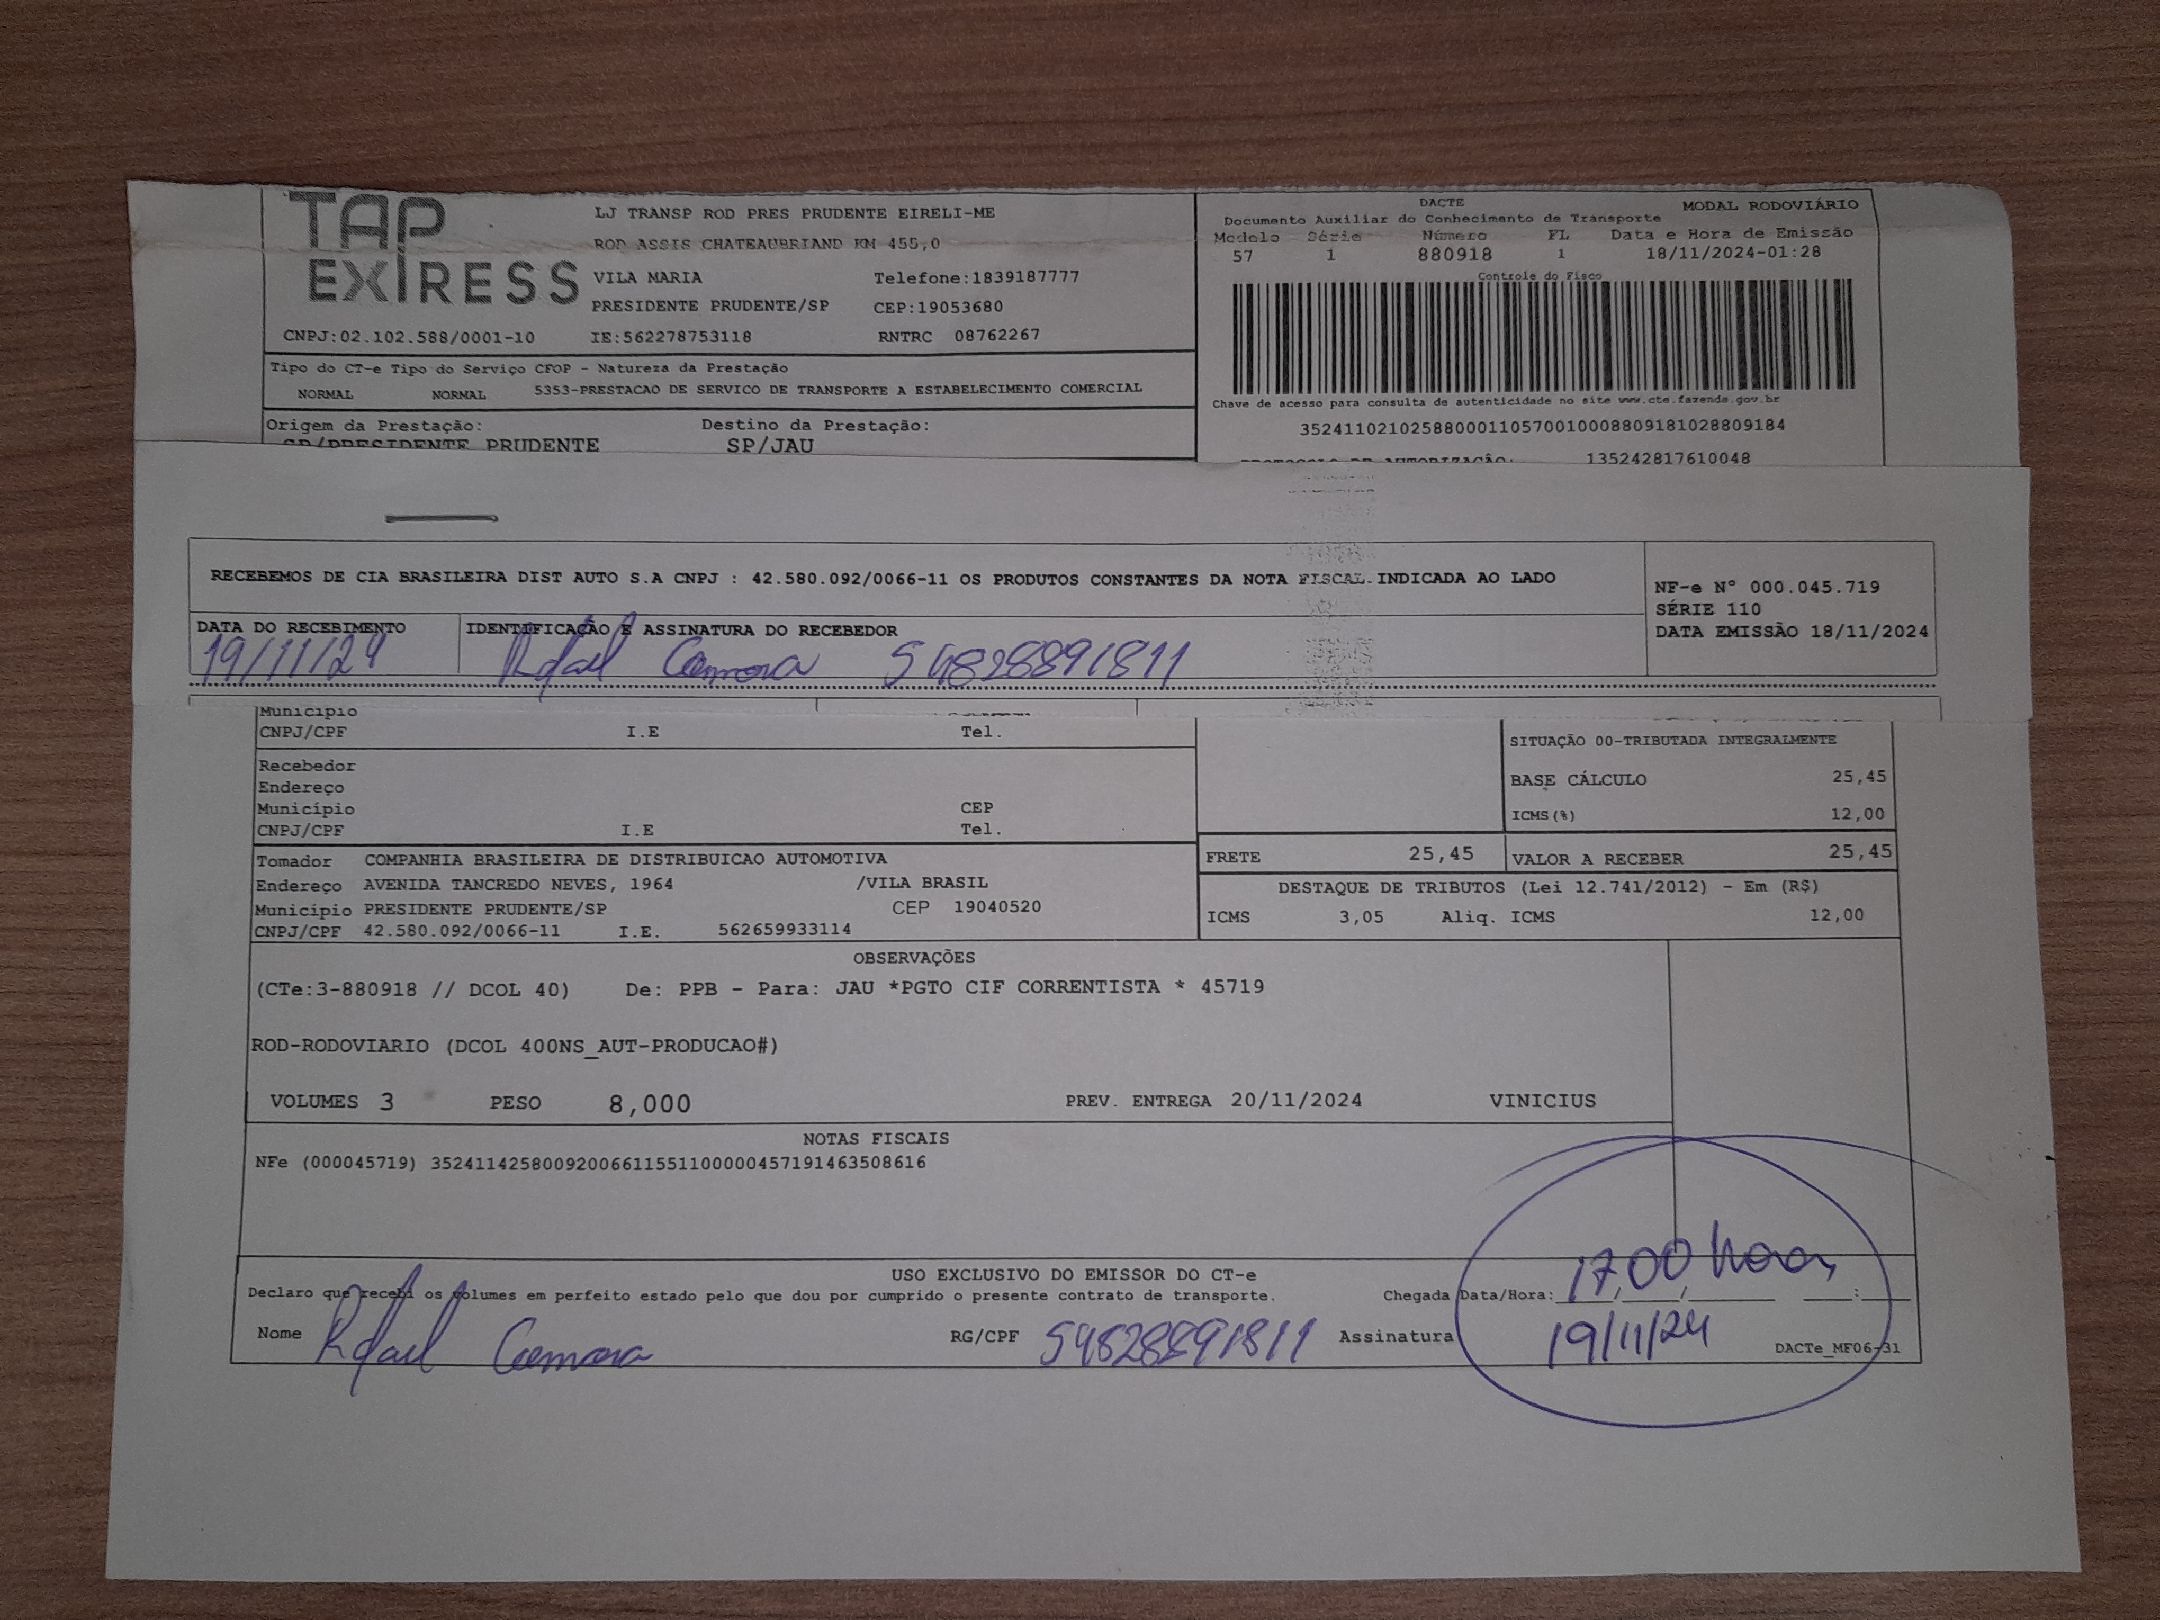 TAP
EXIRESS
LJ TRANSP ROD PRES PRUDENTE EIRELI-ME
ROD ASSIS CHATEAUBRIAND KM 455,0
VILA MARIA Telefone:1839187777
PRESIDENTE PRUDENTE/SP CEP:19053680
CNPJ:02.102.588/0001-10 IE:562278753118 RNTRC 08762267
DACTE MODAL RODOVIÁRIO
Documento Auxiliar do Conhecimento de Transporte
Modelo Série Número FL Data e Hora de Emissão
57 1 880918 1 18/11/2024-01:28
Controle do Fisco
Tipo do CT-e Tipo do Serviço CFOP - Natureza da Prestação
NORMAL NORMAL 5353-PRESTACAO DE SERVICO DE TRANSPORTE A ESTABELECIMENTO COMERCIAL
Chave de acesso para consulta de autenticidade no site www.cte.fazenda.gov.br
35241102102588000110570010008809181028809184
Origem da Prestação: Destino da Prestação:
SP/PRESIDENTE PRUDENTE SP/JAU
PROTOCOLO DE AUTORIZAÇÃO: 135242817610048
RECEBEMOS DE CIA BRASILEIRA DIST AUTO S.A CNPJ : 42.580.092/0066-11 OS PRODUTOS CONSTANTES DA NOTA FISCAL INDICADA AO LADO
NF-e Nº 000.045.719
SÉRIE 110
DATA EMISSÃO 18/11/2024
DATA DO RECEBIMENTO IDENTIFICAÇÃO E ASSINATURA DO RECEBEDOR
19/11/24 Rafael Camara 54828891811
Município
CNPJ/CPF I.E Tel.
Recebedor
Endereço
Município CEP
CNPJ/CPF I.E Tel.
SITUAÇÃO 00-TRIBUTADA INTEGRALMENTE
BASE CÁLCULO 25,45
ICMS(%) 12,00
FRETE 25,45 VALOR A RECEBER 25,45
DESTAQUE DE TRIBUTOS (Lei 12.741/2012) - Em (R$)
ICMS 3,05 Aliq. ICMS 12,00
Tomador COMPANHIA BRASILEIRA DE DISTRIBUICAO AUTOMOTIVA
Endereço AVENIDA TANCREDO NEVES, 1964 /VILA BRASIL
Município PRESIDENTE PRUDENTE/SP CEP 19040520
CNPJ/CPF 42.580.092/0066-11 I.E. 562659933114
OBSERVAÇÕES
(CTe:3-880918 // DCOL 40) De: PPB - Para: JAU *PGTO CIF CORRENTISTA * 45719
ROD-RODOVIARIO (DCOL 400NS_AUT-PRODUCAO#)
VOLUMES 3 PESO 8,000 PREV. ENTREGA 20/11/2024 VINICIUS
NOTAS FISCAIS
NFe (000045719) 35241142580092006611551100000457191463508616
USO EXCLUSIVO DO EMISSOR DO CT-e
Declaro que recebi os volumes em perfeito estado pelo que dou por cumprido o presente contrato de transporte. Chegada Data/Hora: 17,00 horas
Nome Rafael Camara RG/CPF 54828891811 Assinatura 19/11/24
DACTe_MF06-31